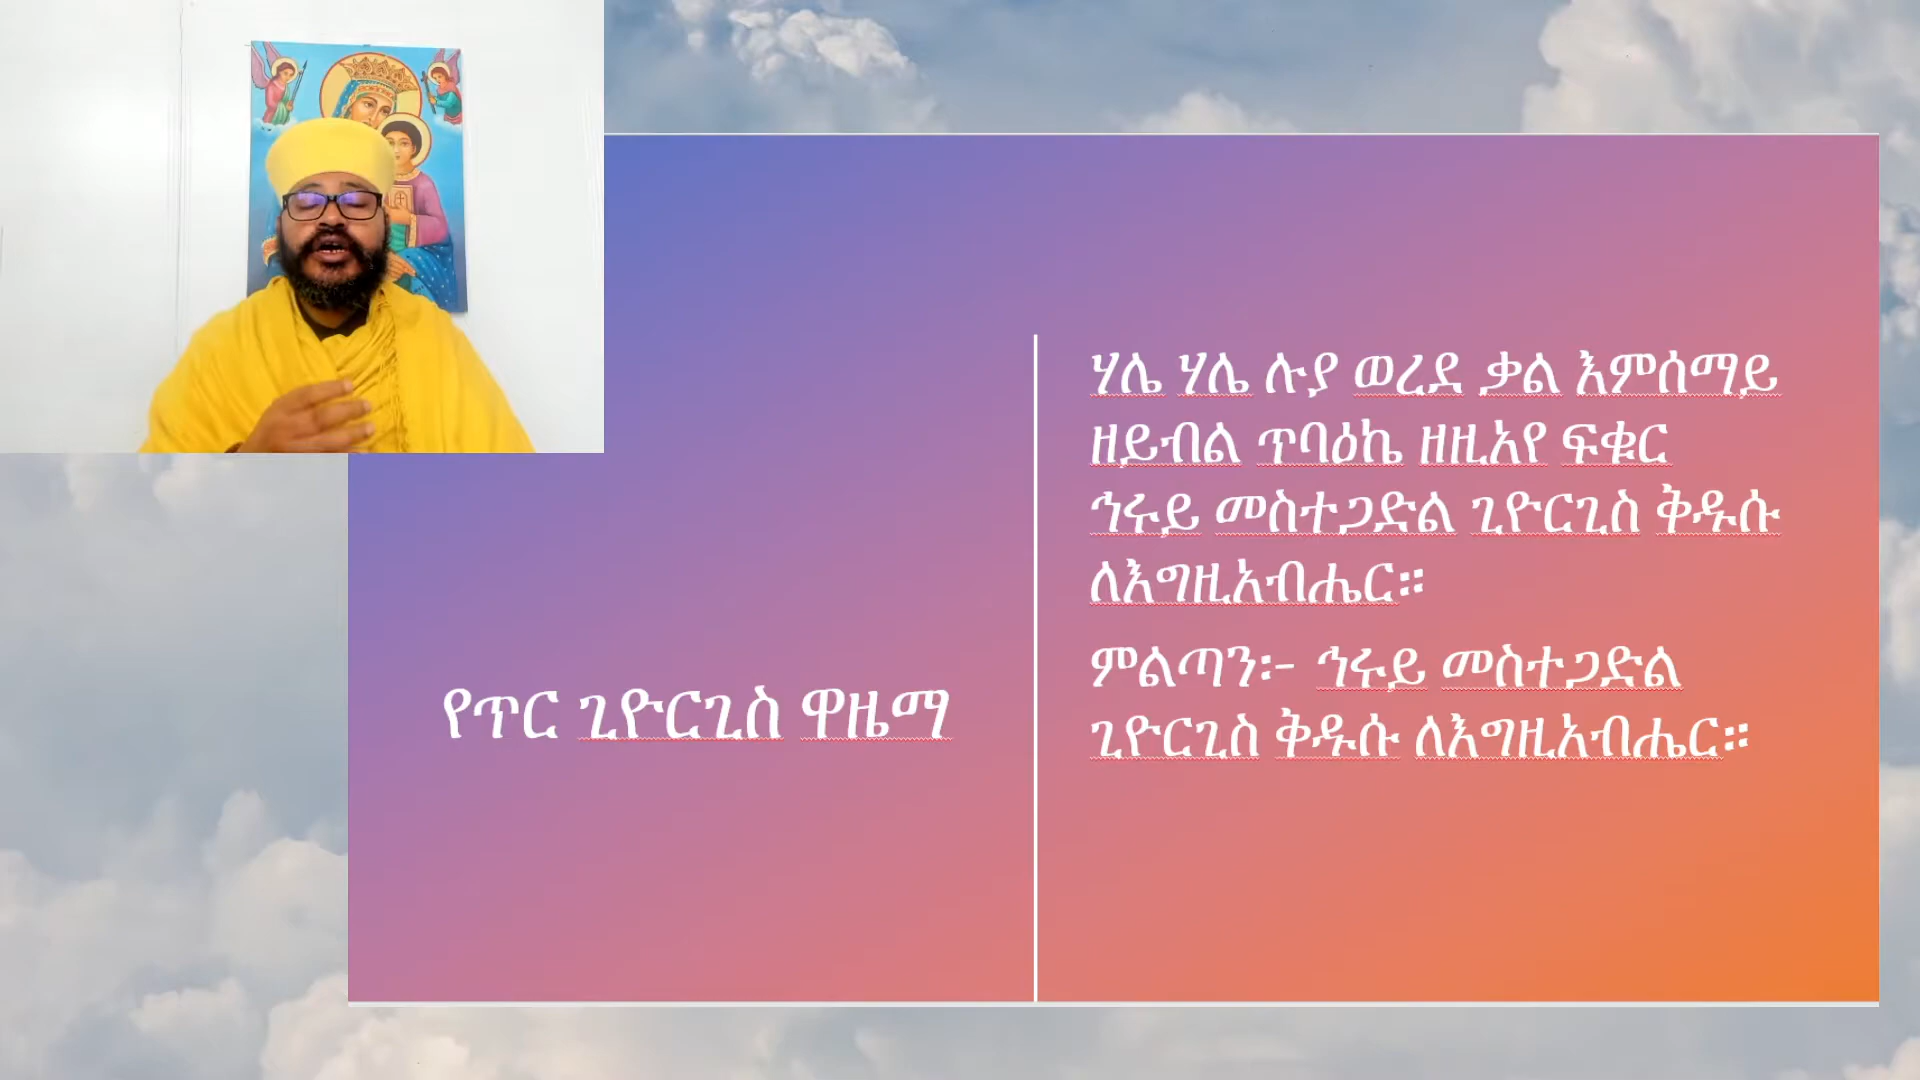 የጥር ጊዮርጊስ ዋዜማ
ሃሌ ሃሌ ሉያ ወረደ ቃል እምሰማይ
ዘይብል ጥባዕኬ ዘዚአየ ፍቁር
ኅሩይ መስተጋድል ጊዮርጊስ ቅዱሱ
ለእግዚአብሔር።
ምልጣን፡- ኅሩይ መስተጋድል
ጊዮርጊስ ቅዱሱ ለእግዚአብሔር።